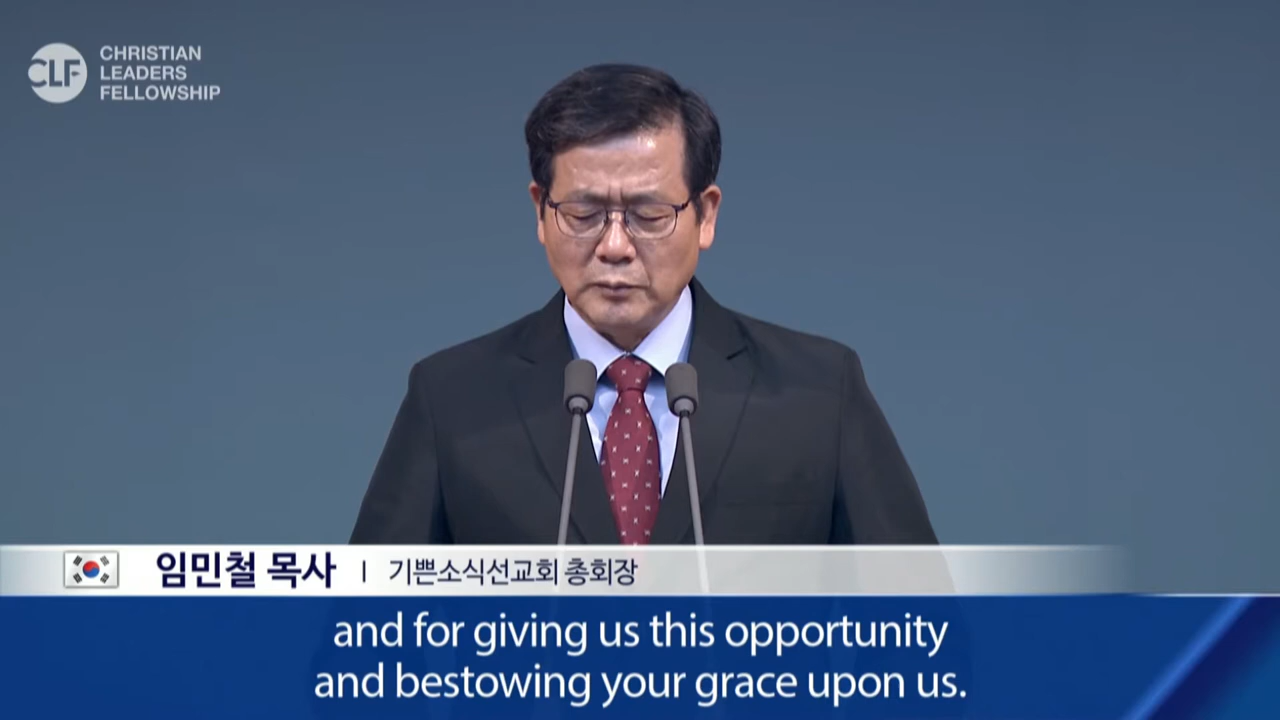 CLF
CHRISTIAN
LEADERS
FELLOWSHIP
임민철 목사 | 기쁜소식선교회 총회장
and for giving us this opportunity
and bestowing your grace upon us.